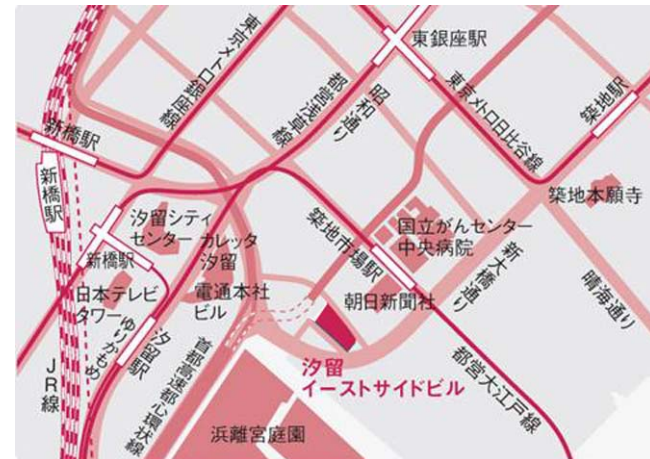 東銀座駅
東京メトロ銀座線
都営浅草線
昭和通り
東京メトロ日比谷線
築地駅
新橋駅
新橋駅
築地本願寺
汐留シティ
センター
カレッタ
汐留
築地市場駅
国立がんセンター
中央病院
新大橋通り
晴海通り
新橋駅
日本テレビ
タワー
電通本社
ビル
朝日新聞社
ゆりかもめ
汐留駅
首都高速都心環状線
JR線
汐留
イーストサイドビル
都営大江戸線
浜離宮庭園